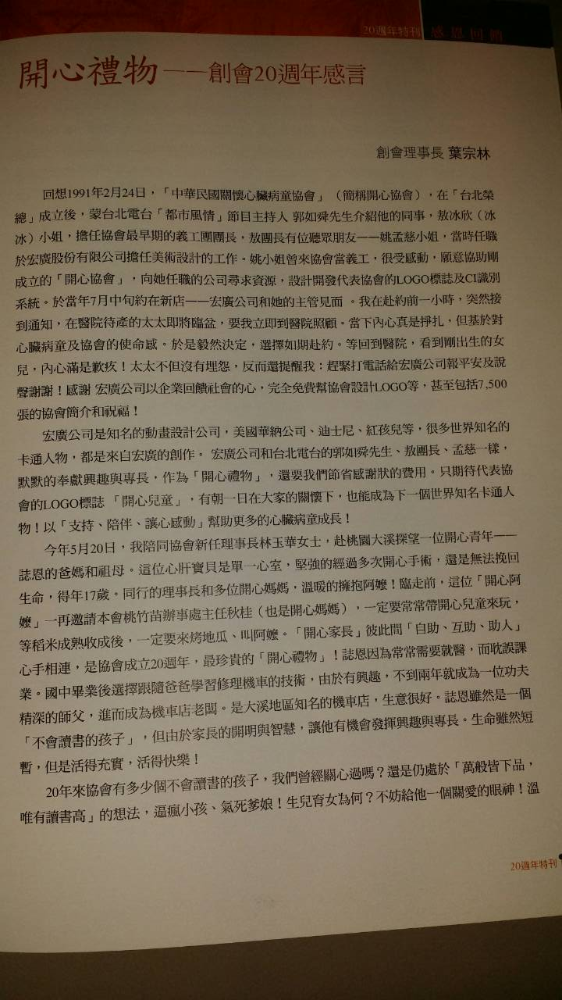 20週年特刊 感恩回饋
開心禮物——創會20週年感言
創會理事長 葉宗林
回想1991年2月24日，「中華民國關懷心臟病童協會」（簡稱開心協會），在「台北榮
總」成立後，蒙台北電台「都市風情」節目主持人 郭如舜先生介紹他的同事，敖冰欣（冰
冰）小姐，擔任協會最早期的義工團團長，敖團長有位聽眾朋友——姚孟慈小姐，當時任職
於宏廣股份有限公司擔任美術設計的工作。姚小姐曾來協會當義工，很受感動，願意協助剛
成立的「開心協會」，向她任職的公司尋求資源，設計開發代表協會的LOGO標誌及CI識別
系統。於當年7月中旬約在新店——宏廣公司和她的主管見面 。我在赴約前一小時，突然接
到通知，在醫院待產的太太即將臨盆，要我立即到醫院照顧。當下內心真是掙扎，但基於對
心臟病童及協會的使命感。於是毅然決定，選擇如期赴約。等回到醫院，看到剛出生的女
兒，內心滿是歉疚！太太不但沒有埋怨，反而還提醒我：趕緊打電話給宏廣公司報平安及說
聲謝謝！感謝 宏廣公司以企業回饋社會的心，完全免費幫協會設計LOGO等，甚至包括7,500
張的協會簡介和祝福！
宏廣公司是知名的動畫設計公司，美國華納公司、迪士尼、紅孩兒等，很多世界知名的
卡通人物，都是來自宏廣的創作。 宏廣公司和台北電台的郭如舜先生、敖團長、孟慈一樣，
默默的奉獻興趣與專長，作為「開心禮物」，還要我們節省感謝狀的費用。只期待代表協
會的LOGO標誌 「開心兒童」，有朝一日在大家的關懷下，也能成為下一個世界知名卡通人
物！以「支持、陪伴、讓心感動」幫助更多的心臟病童成長！
今年5月20日，我陪同協會新任理事長林玉華女士，赴桃園大溪探望一位開心青年——
誌恩的爸媽和祖母。這位心肝寶貝是單一心室，堅強的經過多次開心手術，還是無法挽回
生命，得年17歲。同行的理事長和多位開心媽媽，溫暖的擁抱阿嬤！臨走前，這位「開心阿
嬤」一再邀請本會桃竹苗辦事處主任秋桂（也是開心媽媽），一定要常常帶開心兒童來玩，
等稻米成熟收成後，一定要來烤地瓜、叫阿嬤。「開心家長」彼此間「自助、互助、助人」
心手相連，是協會成立20週年，最珍貴的「開心禮物」！誌恩因為常常需要就醫，而耽誤課
業。國中畢業後選擇跟隨爸爸學習修理機車的技術，由於有興趣，不到兩年就成為一位功夫
精深的師父，進而成為機車店老闆。是大溪地區知名的機車店，生意很好。誌恩雖然是一個
「不會讀書的孩子」，但由於家長的開明與智慧，讓他有機會發揮興趣與專長。生命雖然短
暫，但是活得充實，活得快樂！
20年來協會有多少個不會讀書的孩子，我們曾經關心過嗎？還是仍處於「萬般皆下品，
唯有讀書高」的想法，逼瘋小孩、氣死爹娘！生兒育女為何？不妨給他一個關愛的眼神！溫
20週年特刊